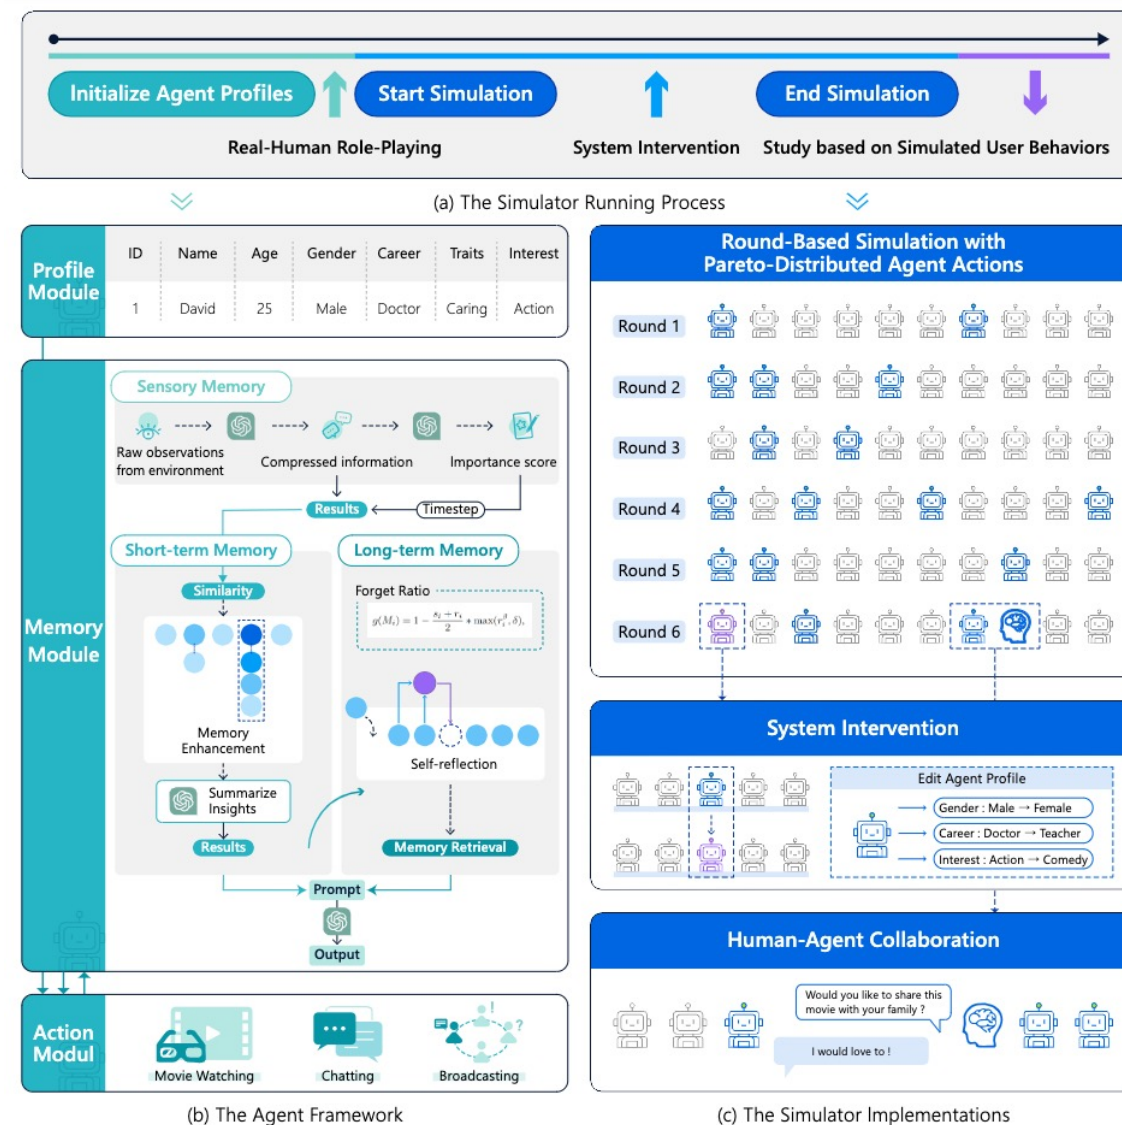 Initialize Agent Profiles
Start Simulation
End Simulation
Real-Human Role-Playing
System Intervention
Study based on Simulated User Behaviors
(a) The Simulator Running Process
Profile
Module
ID Name Age Gender Career Traits Interest
1 David 25 Male Doctor Caring Action
Memory
Module
Sensory Memory
Raw observations
from environment
Compressed information
Importance score
Results
Timestep
Short-term Memory
Similarity
Memory
Enhancement
Summarize
Insights
Results
Long-term Memory
Forget Ratio
g(M_i) = 1 − (s_i + r_i)/2 * max(r_i^β, δ),
Self-reflection
Memory Retrieval
Prompt
Output
Action
Modul
Movie Watching
Chatting
Broadcasting
(b) The Agent Framework
Round-Based Simulation with
Pareto-Distributed Agent Actions
Round 1
Round 2
Round 3
Round 4
Round 5
Round 6
System Intervention
Edit Agent Profile
Gender : Male → Female
Career : Doctor → Teacher
Interest : Action → Comedy
Human-Agent Collaboration
Would you like to share this
movie with your family ?
I would love to !
(c) The Simulator Implementations